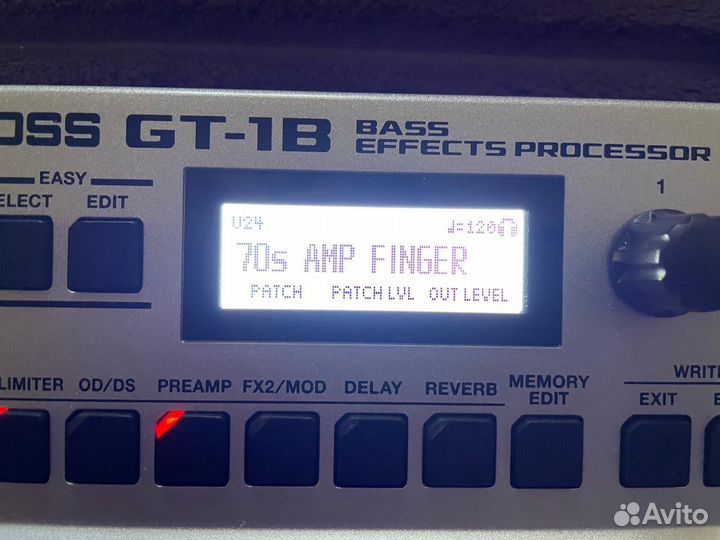 OSS GT-1B BASS
EFFECTS PROCESSOR
EASY
ELECT EDIT
1
U24 ♩=120
70s AMP FINGER
PATCH PATCH LVL OUT LEVEL
LIMITER OD/DS PREAMP FX2/MOD DELAY REVERB MEMORY
EDIT
WRITE
EXIT
Avito